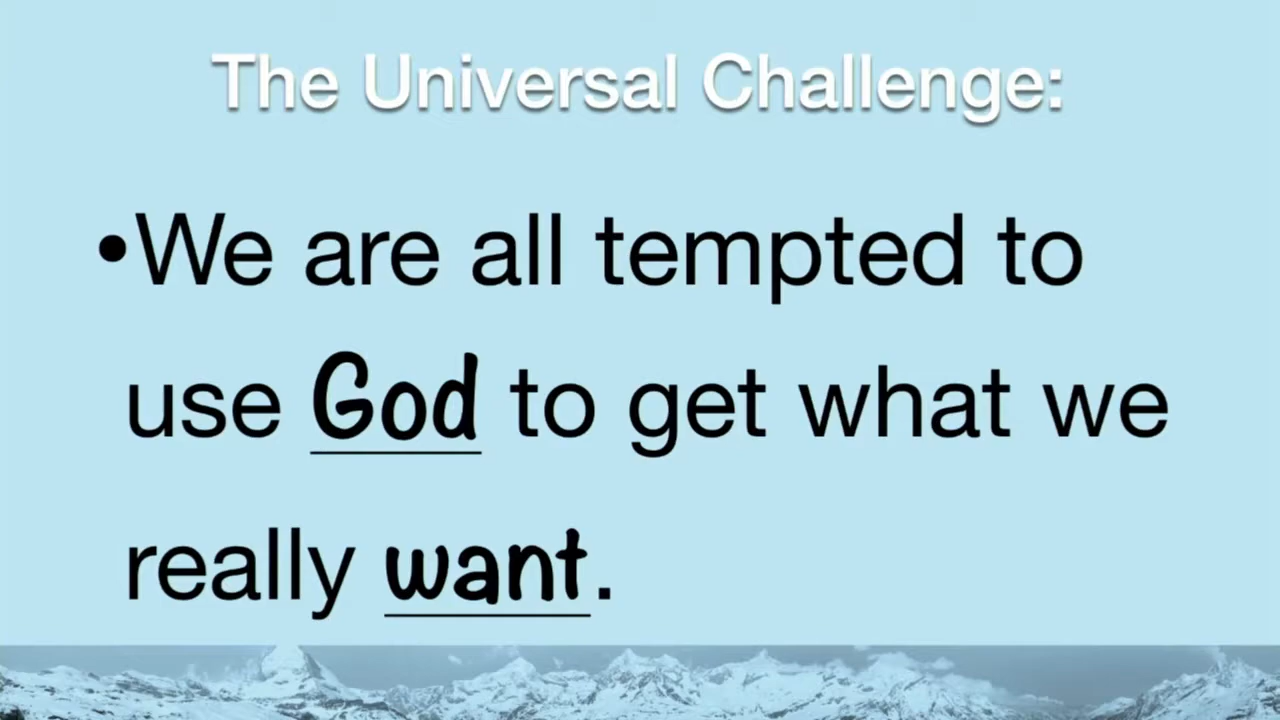 The Universal Challenge:
•We are all tempted to
use God to get what we
really want.